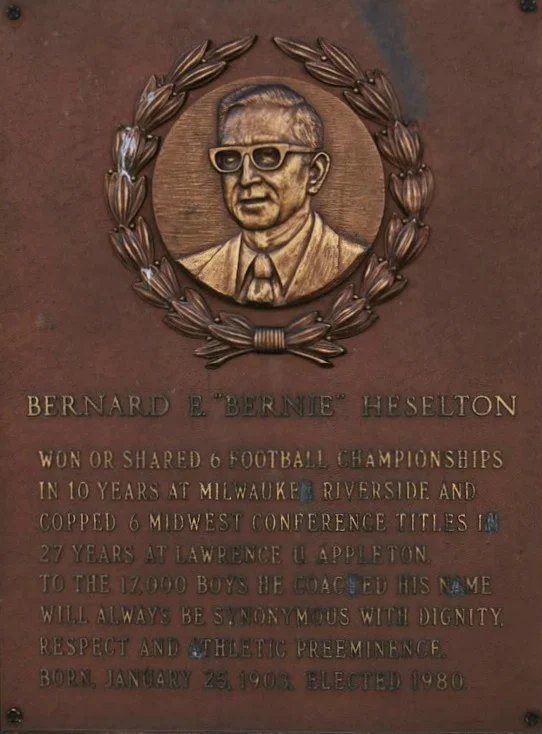 BERNARD E. "BERNIE" HESELTON
WON OR SHARED 6 FOOTBALL CHAMPIONSHIPS
IN 10 YEARS AT MILWAUKEE RIVERSIDE AND
COPPED 6 MIDWEST CONFERENCE TITLES IN
27 YEARS AT LAWRENCE U. APPLETON.
TO THE 17,000 BOYS HE COACHED HIS NAME
WILL ALWAYS BE SYNONYMOUS WITH DIGNITY,
RESPECT AND ATHLETIC PREEMINENCE.
BORN, JANUARY 25, ELECTED 1980